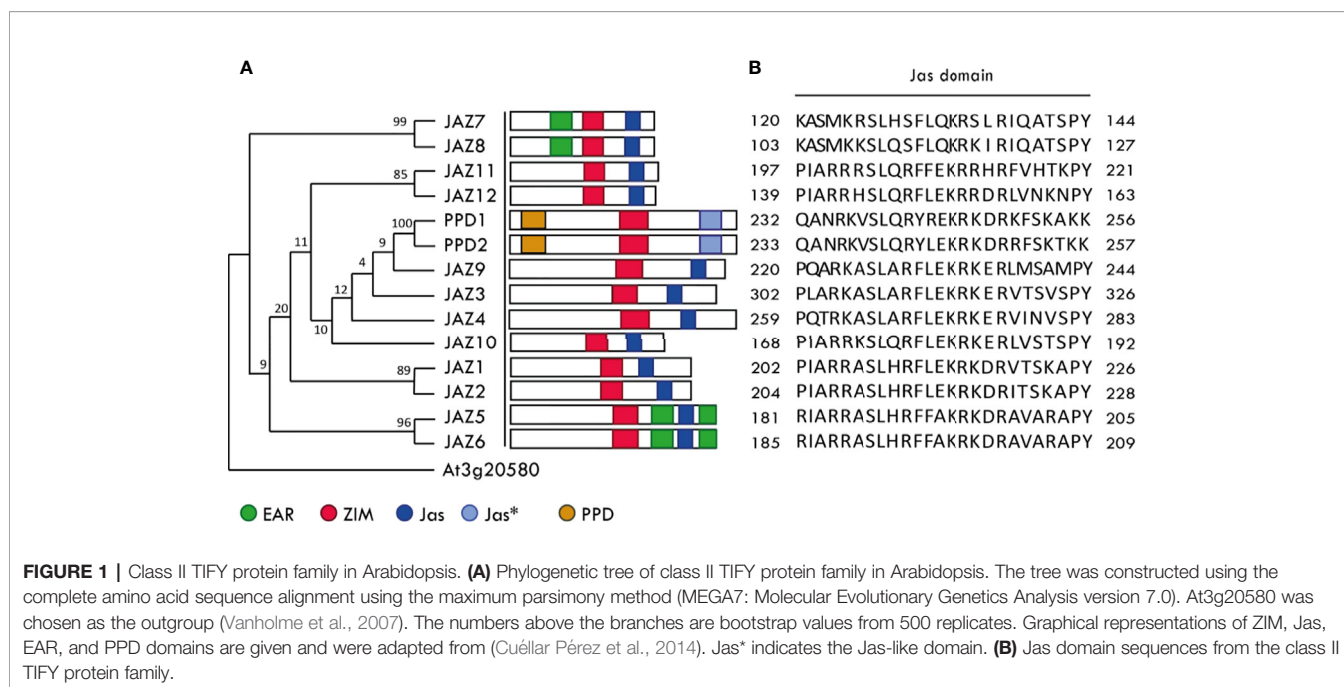 A
B
Jas domain
99
JAZ7
120 KASMKRSLHSFLQKRSLRIQATSPY 144
JAZ8
103 KASMKKSLQSFLQKRKIRIQATSPY 127
85
JAZ11
197 PIARRRSLQRFFEKRRHRFVHTKPY 221
JAZ12
139 PIARRHSLQRFLEKRRDRLVNKNPY 163
100
PPD1
232 QANRKVSLQRYREKRKDRKFSKAKK 256
11
9
PPD2
233 QANRKVSLQRYLEKRKDRRFSKTKK 257
4
JAZ9
220 PQARKASLARFLEKRKERLMSAMPY 244
12
JAZ3
302 PLARKASLARFLEKRKERVTSVSPY 326
20
10
JAZ4
259 PQTRKASLARFLEKRKERVINVSPY 283
JAZ10
168 PIARRKSLQRFLEKRKERLVSTSPY 192
9
89
JAZ1
202 PIARRASLHRFLEKRKDRVTSKAPY 226
JAZ2
204 PIARRASLHRFLEKRKDRITSKAPY 228
96
JAZ5
181 RIARRASLHRFFAKRKDRAVARAPY 205
JAZ6
185 RIARRASLHRFFAKRKDRAVARAPY 209
At3g20580
EAR ZIM Jas Jas* PPD
FIGURE 1 | Class II TIFY protein family in Arabidopsis. (A) Phylogenetic tree of class II TIFY protein family in Arabidopsis. The tree was constructed using the
complete amino acid sequence alignment using the maximum parsimony method (MEGA7: Molecular Evolutionary Genetics Analysis version 7.0). At3g20580 was
chosen as the outgroup (Vanholme et al., 2007). The numbers above the branches are bootstrap values from 500 replicates. Graphical representations of ZIM, Jas,
EAR, and PPD domains are given and were adapted from (Cuéllar Pérez et al., 2014). Jas* indicates the Jas-like domain. (B) Jas domain sequences from the class II
TIFY protein family.